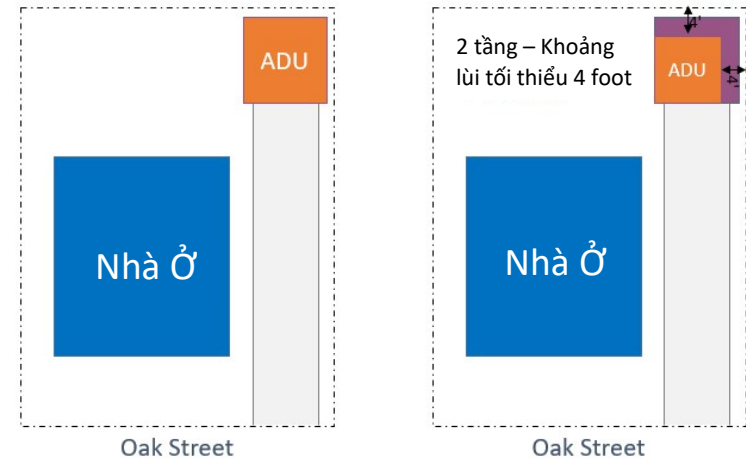 ADU
Nhà Ở
Oak Street
2 tầng – Khoảng
lùi tối thiểu 4 foot
4'
ADU
4'
Nhà Ở
Oak Street